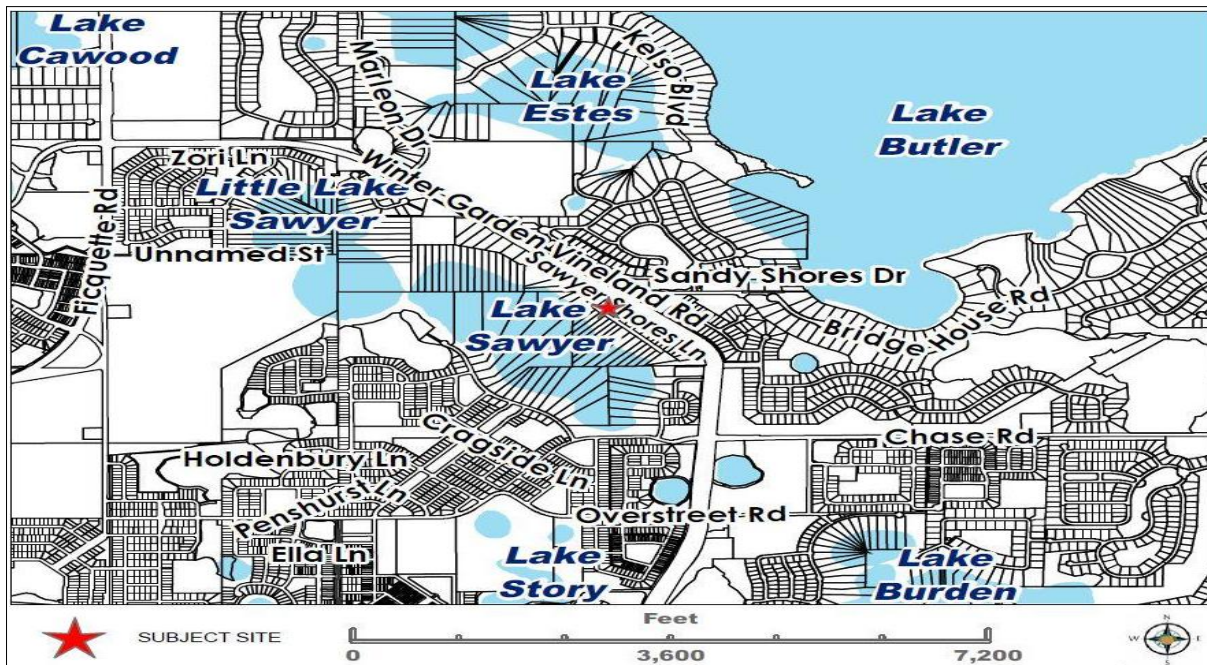 Lake
Cawood
Marleon Dr
Kelso Blvd
Lake
Estes
Lake
Butler
Zori Ln
Winter Garden Vineland Rd
Little Lake
Sawyer
Ficquette Rd
Unnamed St
Sandy Shores Dr
Sawyer Shores Ln
Lake
Sawyer
Bridge House Rd
Cragside Ln
Chase Rd
Holdenbury Ln
Penshurst Ln
Overstreet Rd
Ella Ln
Lake
Story
Lake
Burden
SUBJECT SITE
Feet
0 3,600 7,200
N
W E
S